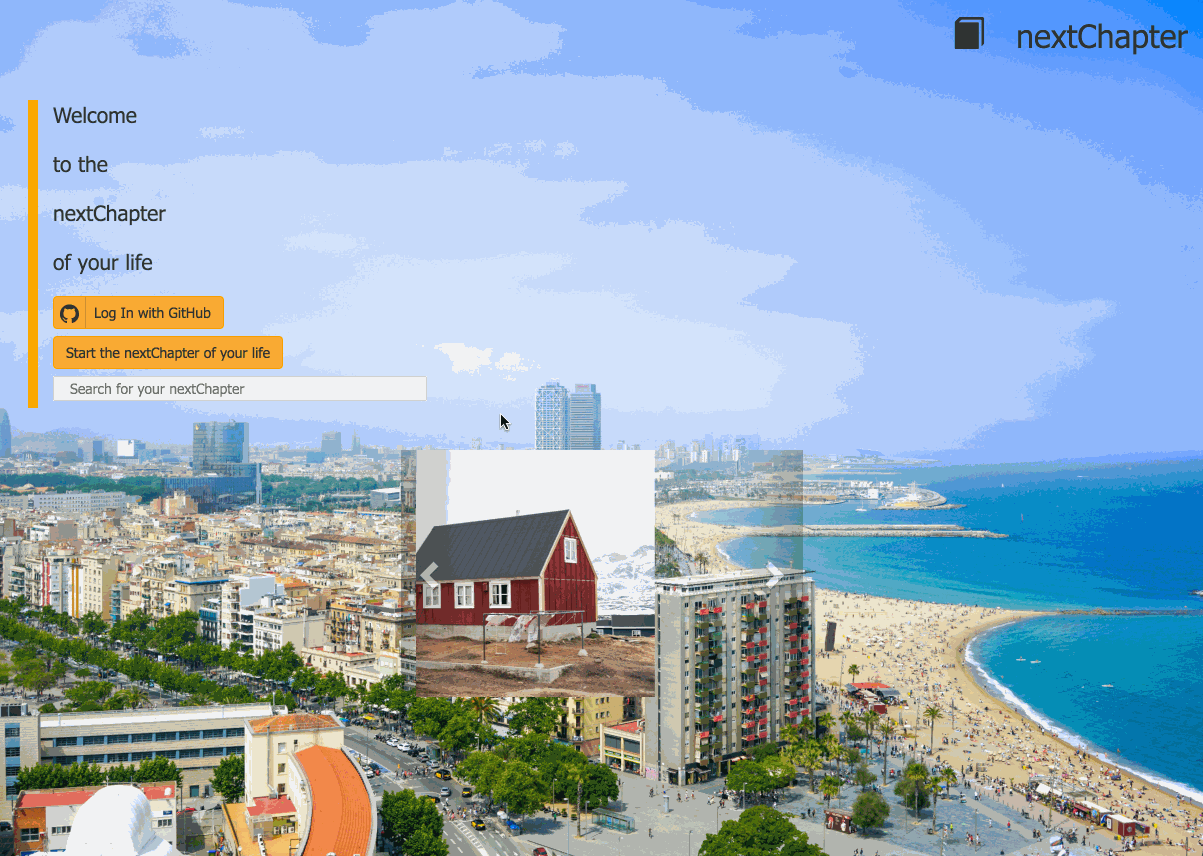 nextChapter
Welcome
to the
nextChapter
of your life
Log In with GitHub
Start the nextChapter of your life
Search for your nextChapter